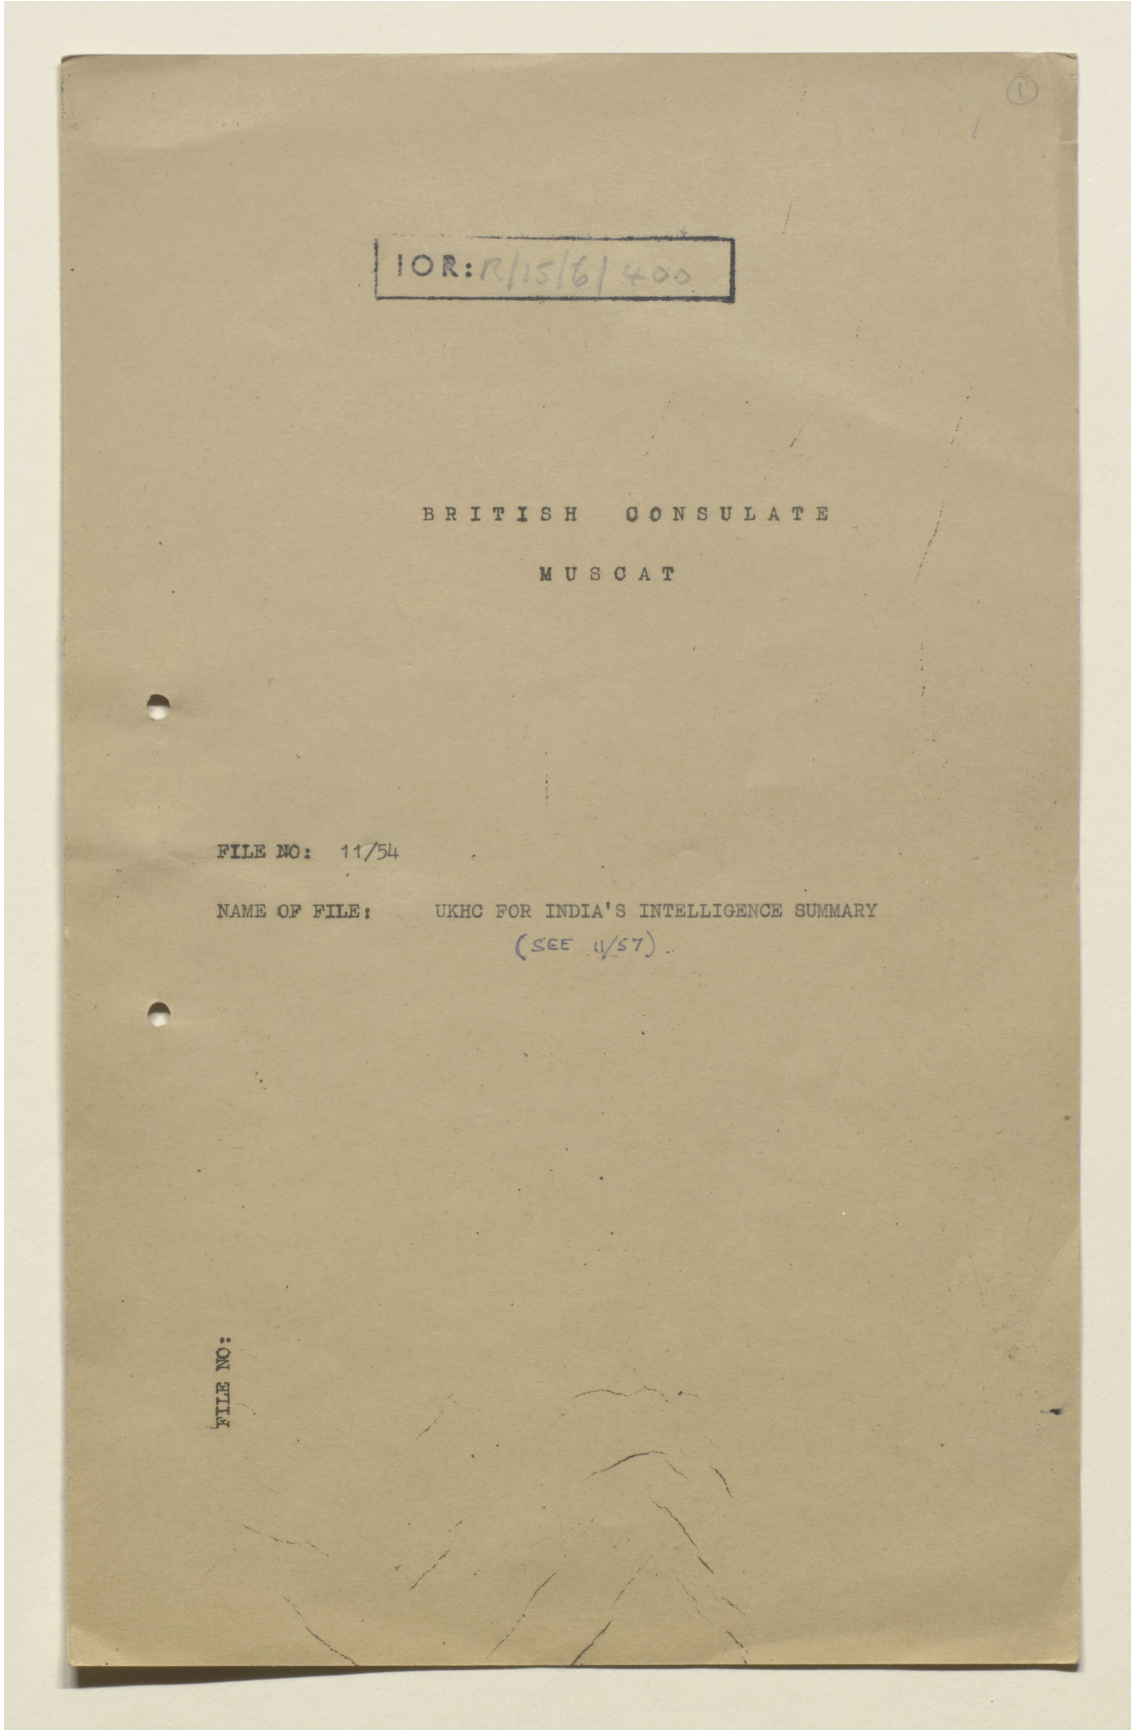 1
IOR: R/15/6/400
BRITISH CONSULATE
MUSCAT
FILE NO: 11/54
NAME OF FILE: UKHC FOR INDIA'S INTELLIGENCE SUMMARY
(SEE 11/57).
FILE NO: